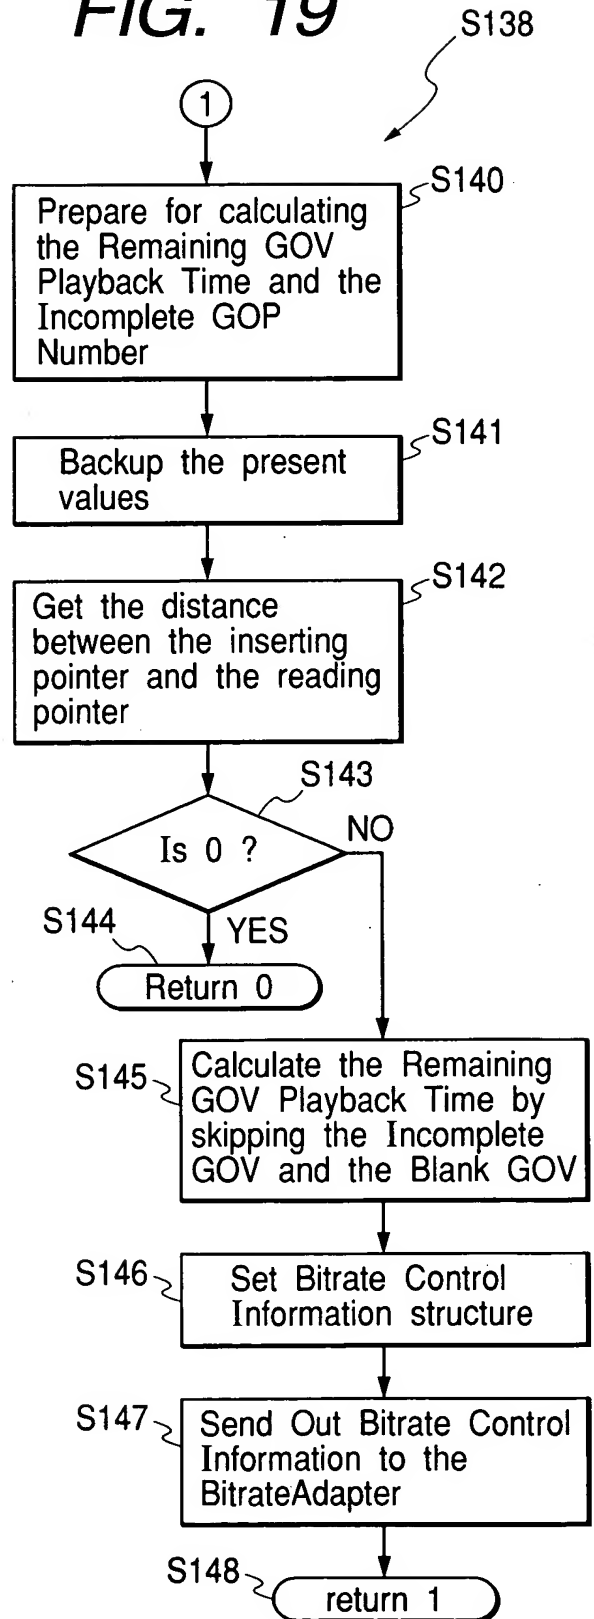 FIG. 19
S138
1
S140
Prepare for calculating
the Remaining GOV
Playback Time and the
Incomplete GOP
Number
S141
Backup the present
values
S142
Get the distance
between the inserting
pointer and the reading
pointer
S143
Is 0 ?
NO
S144
YES
Return 0
S145
Calculate the Remaining
GOV Playback Time by
skipping the Incomplete
GOV and the Blank GOV
S146
Set Bitrate Control
Information structure
S147
Send Out Bitrate Control
Information to the
BitrateAdapter
S148
return 1